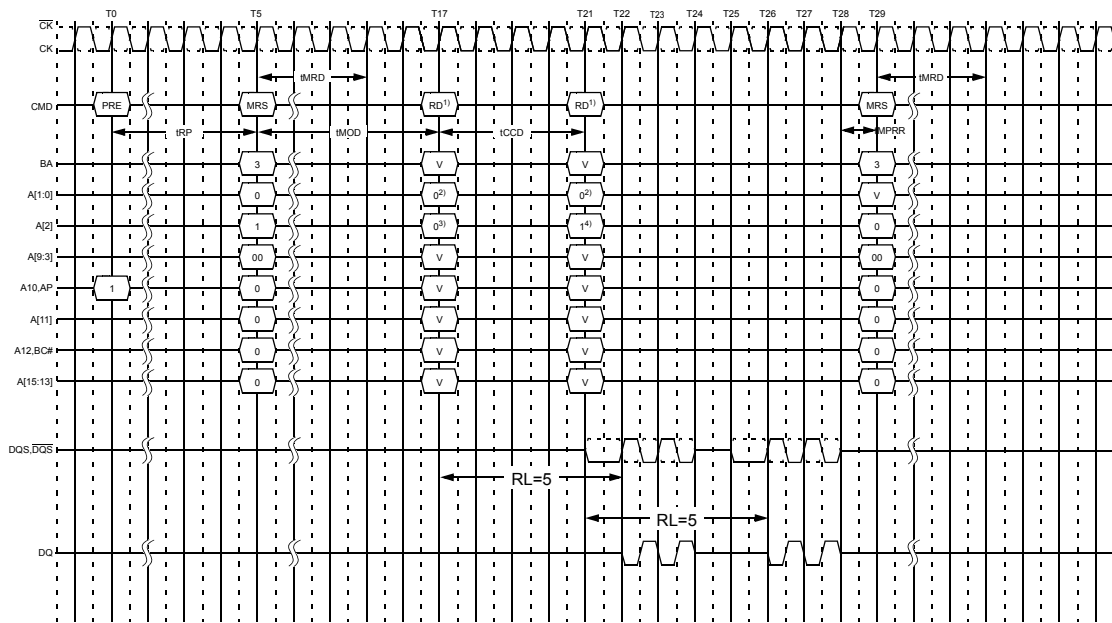 T0 T5 T17 T21 T22 T23 T24 T25 T26 T27 T28 T29
CK
CK
tMRD tMRD
CMD PRE MRS RD1) RD1) MRS
tRP tMOD tCCD tMPRR
BA 3 V V 3
A[1:0] 0 02) 02) V
A[2] 1 03) 14) 0
A[9:3] 00 V V 00
A10,AP 1 0 V V 0
A[11] 0 V V 0
A12,BC# 0 V V 0
A[15:13] 0 V V 0
DQS,DQS
RL=5
RL=5
DQ